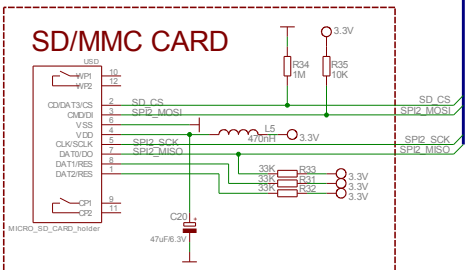 SD/MMC CARD
3.3V
USD
R34
1M
R35
10K
WP1 10
WP2 12
CD/DAT3/CS 2 SD_CS SD_CS
CMD/DI 3 SPI2_MOSI SPI2_MOSI
VSS 6
VDD 4 L5 3.3V
470nH
CLK/SCLK 5 SPI2_SCK SPI2_SCK
DAT0/DO 7 SPI2_MISO SPI2_MISO
DAT1/RES 8 33K R33 3.3V
DAT2/RES 1 33K R31 3.3V
33K R32 3.3V
CP1 9
CP2 11
C20 +
MICRO_SD_CARD_holder
47uF/6.3V